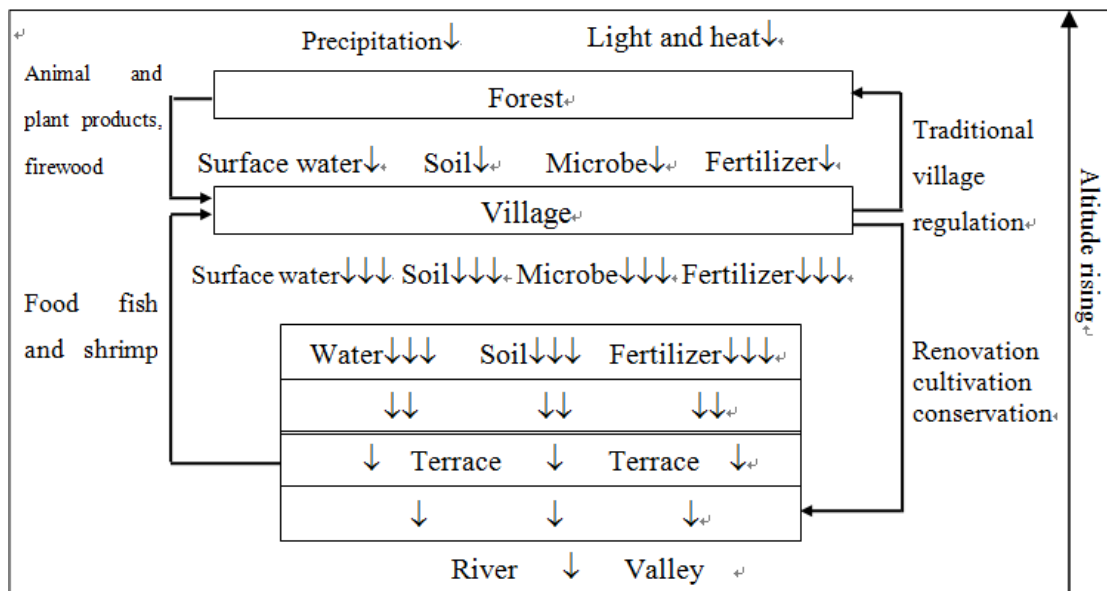 Precipitation↓ Light and heat↓
Animal and
plant products,
firewood
Forest
Traditional
village
regulation
Surface water↓ Soil↓ Microbe↓ Fertilizer↓
Village
Surface water↓↓↓ Soil↓↓↓ Microbe↓↓↓ Fertilizer↓↓↓
Food fish
and shrimp
Water↓↓↓ Soil↓↓↓ Fertilizer↓↓↓
↓↓ ↓↓ ↓↓
↓ Terrace ↓ Terrace ↓
↓ ↓ ↓
Renovation
cultivation
conservation
River ↓ Valley
Altitude rising